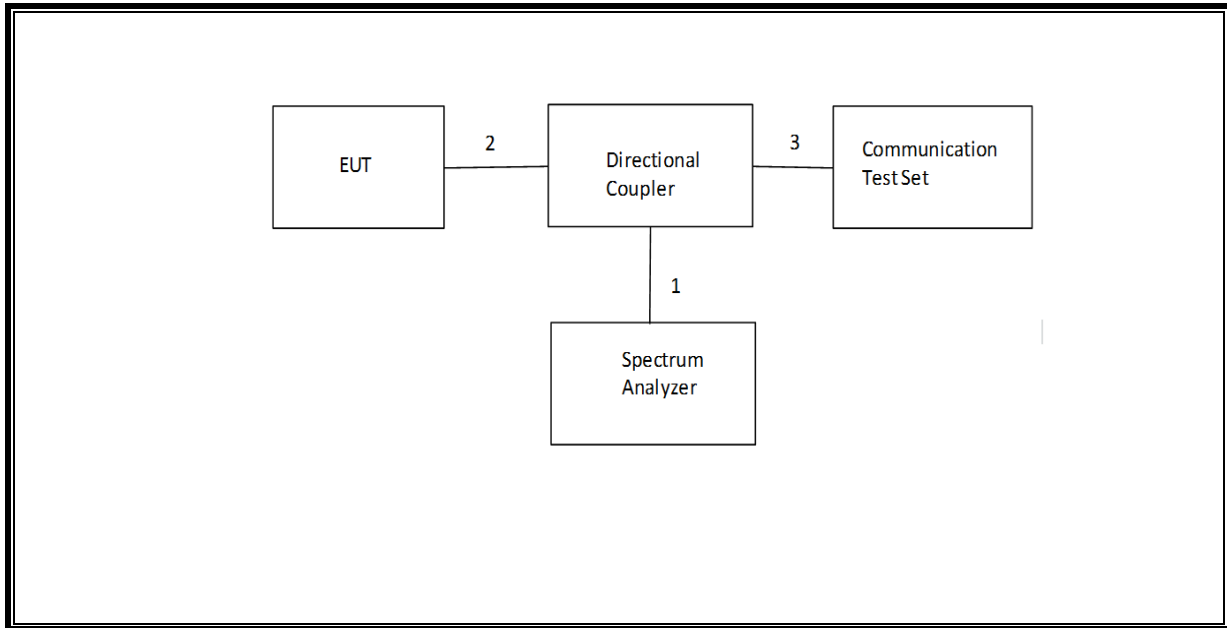 EUT
2
Directional
Coupler
3
Communication
Test Set
1
Spectrum
Analyzer